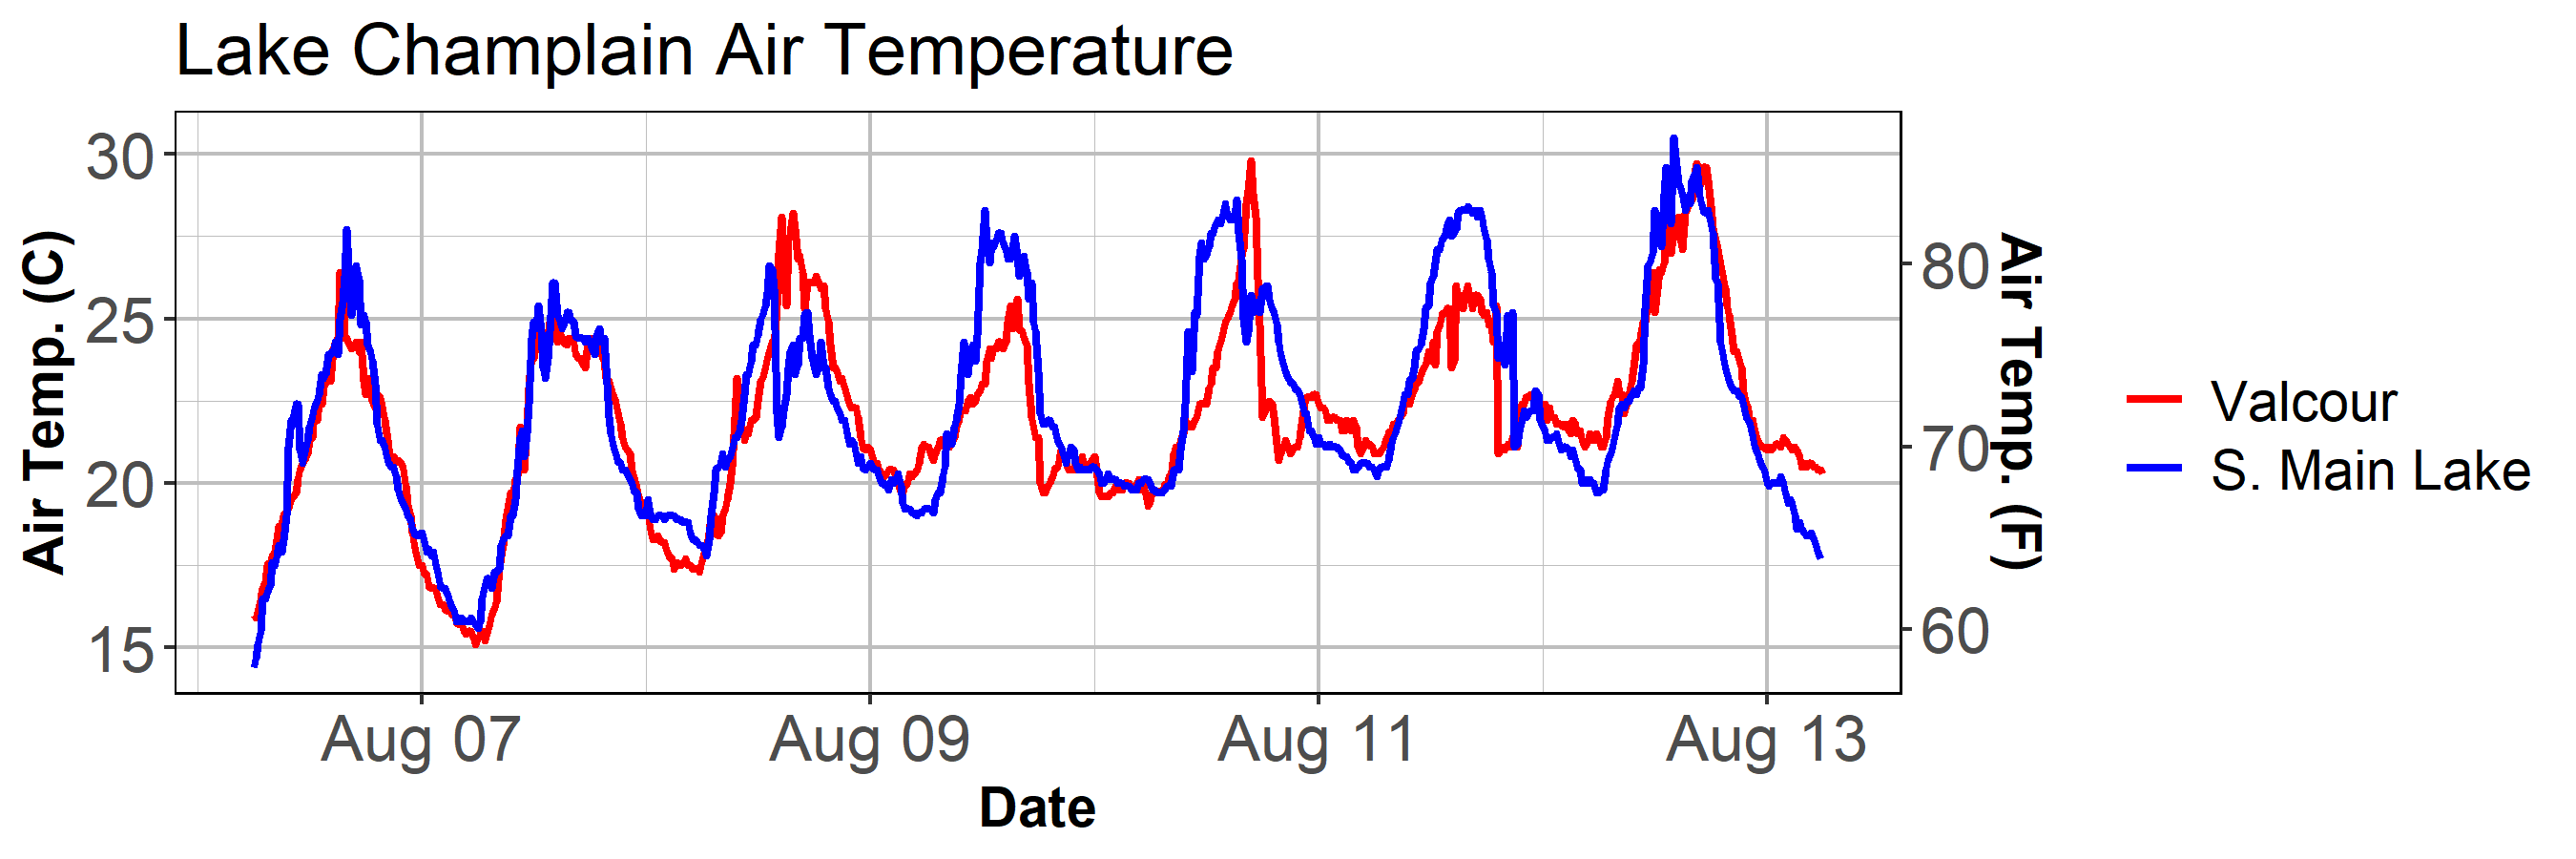 Lake Champlain Air Temperature
Air Temp. (C)
30
25
20
15
80
70
60
Air Temp. (F)
Aug 07
Aug 09
Aug 11
Aug 13
Date
Valcour
S. Main Lake